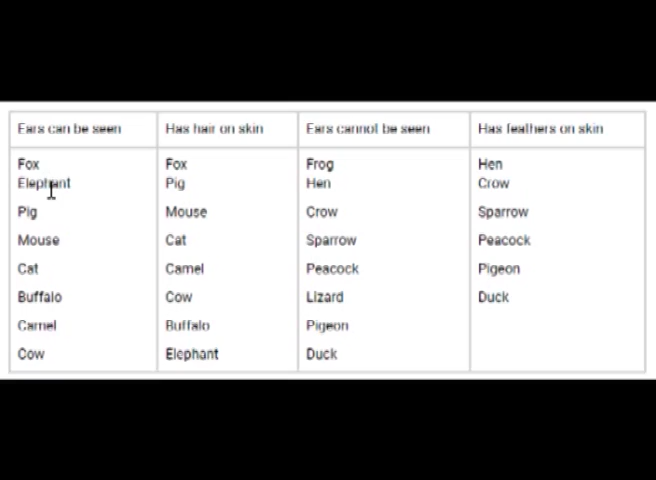 Ears can be seen Has hair on skin Ears cannot be seen Has feathers on skin
Fox Fox Frog Hen
Elephant Pig Hen Crow
Pig Mouse Crow Sparrow
Mouse Cat Sparrow Peacock
Cat Camel Peacock Pigeon
Buffalo Cow Lizard Duck
Camel Buffalo Pigeon
Cow Elephant Duck